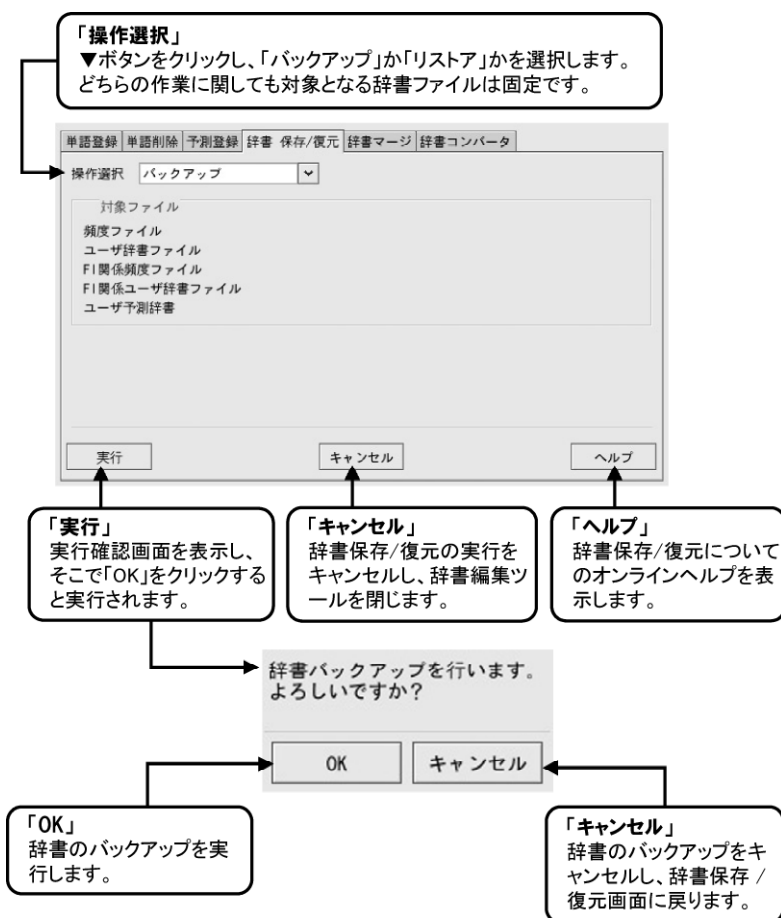 「操作選択」
▼ボタンをクリックし、「バックアップ」か「リストア」かを選択します。
どちらの作業に関しても対象となる辞書ファイルは固定です。
単語登録 単語削除 予測登録 辞書 保存/復元 辞書マージ 辞書コンバータ
操作選択 バックアップ
対象ファイル
頻度ファイル
ユーザ辞書ファイル
FI関係頻度ファイル
FI関係ユーザ辞書ファイル
ユーザ予測辞書
実行 キャンセル ヘルプ
「実行」
実行確認画面を表示し、
そこで「OK」をクリックする
と実行されます。
「キャンセル」
辞書保存/復元の実行を
キャンセルし、辞書編集ツ
ールを閉じます。
「ヘルプ」
辞書保存/復元について
のオンラインヘルプを表
示します。
辞書バックアップを行います。
よろしいですか?
OK キャンセル
「OK」
辞書のバックアップを実
行します。
「キャンセル」
辞書のバックアップをキ
ャンセルし、辞書保存 /
復元画面に戻ります。